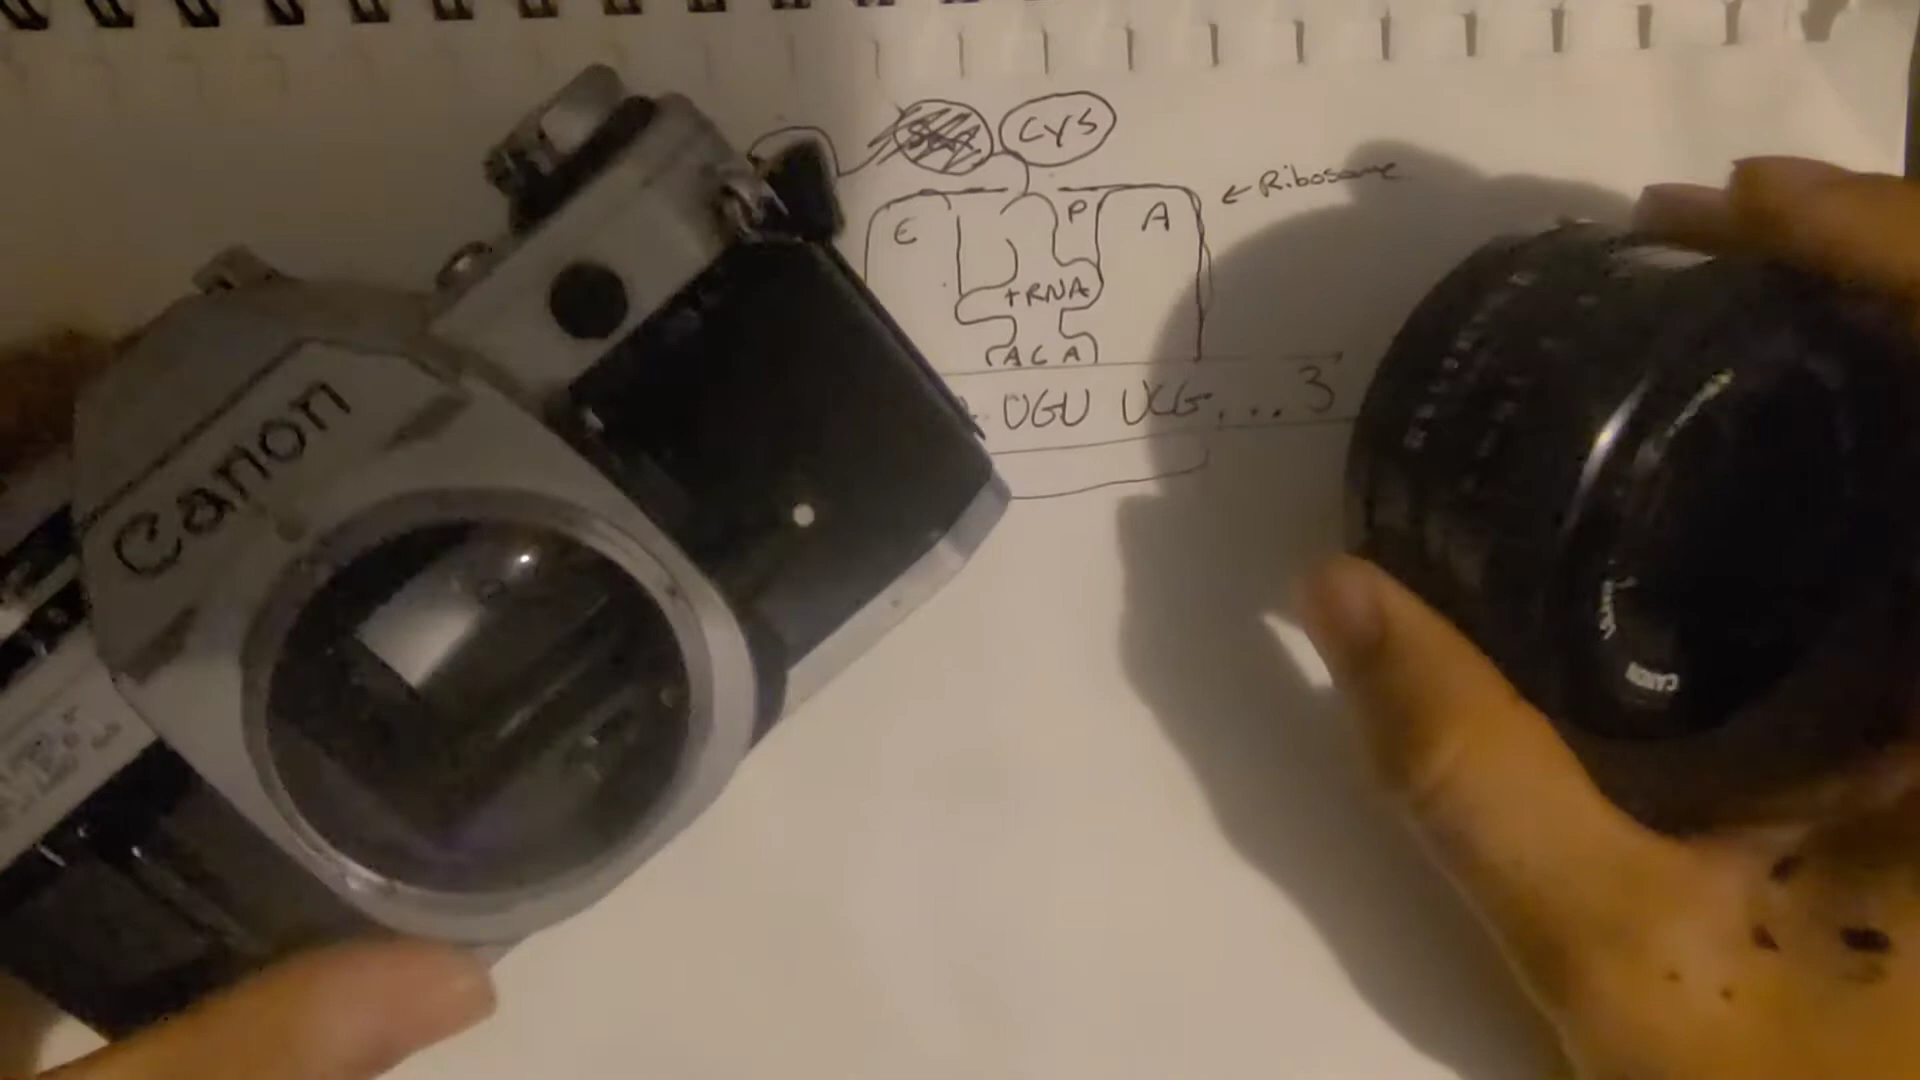 CYS
← Ribosome
E P A
tRNA
ACA
UGU UCG...3
Canon
CANON